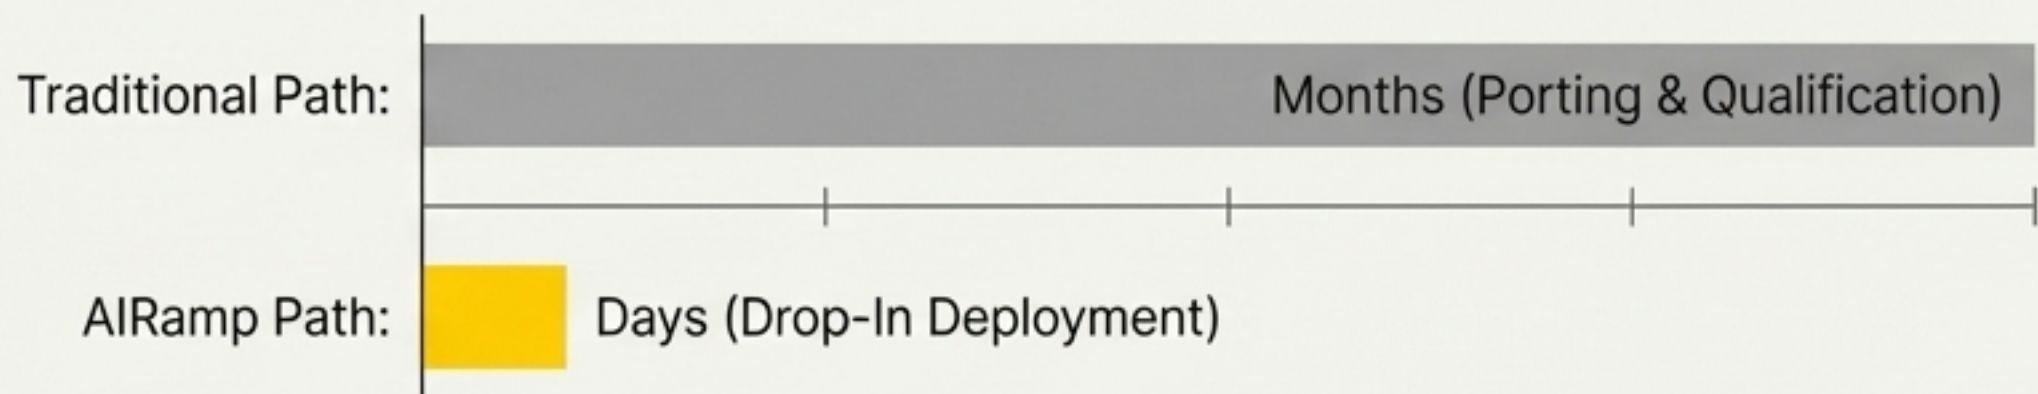 Traditional Path:
Months (Porting & Qualification)
AIRamp Path:
Days (Drop-In Deployment)